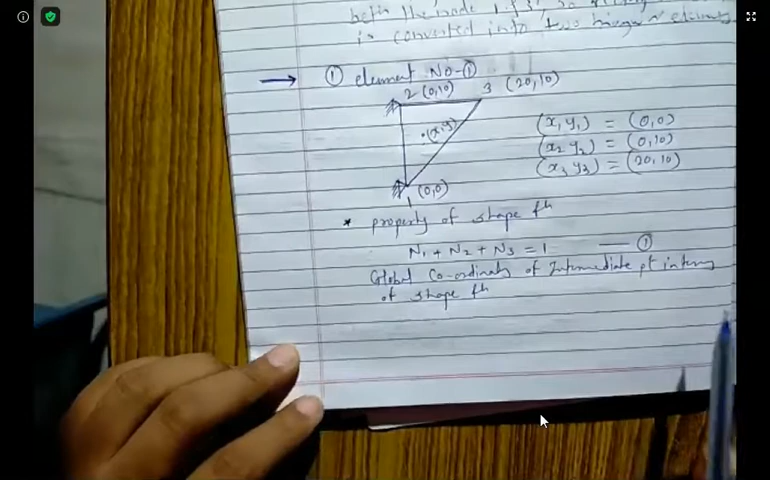 is converted into two triangular elements
→ ① element NO-①
2 (0,10) 3 (20,10)
(x,y)
(x₁ y₁) = (0,0)
(x₂ y₂) = (0,10)
(x₃ y₃) = (20,10)
(0,0)
1
* property of shape fn
N₁ + N₂ + N₃ = 1 — ①
Global Co-ordinates of Intermediate pt in terms
of shape fn